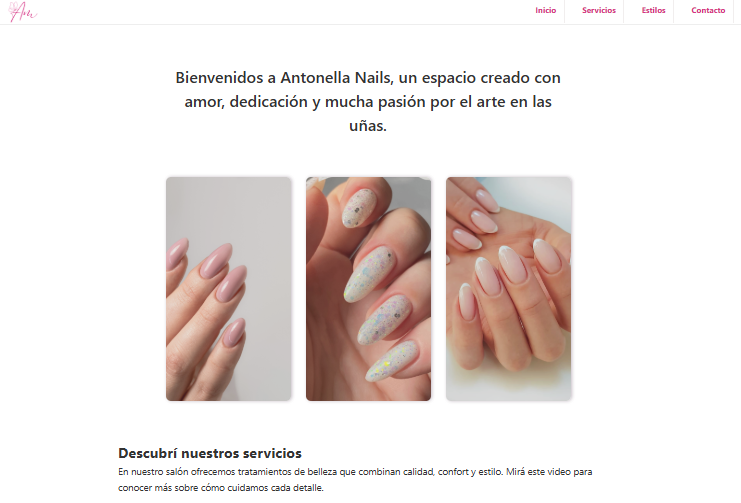 Am
Inicio Servicios Estilos Contacto
Bienvenidos a Antonella Nails, un espacio creado con
amor, dedicación y mucha pasión por el arte en las
uñas.
Descubrí nuestros servicios
En nuestro salón ofrecemos tratamientos de belleza que combinan calidad, confort y estilo. Mirá este video para
conocer más sobre cómo cuidamos cada detalle.